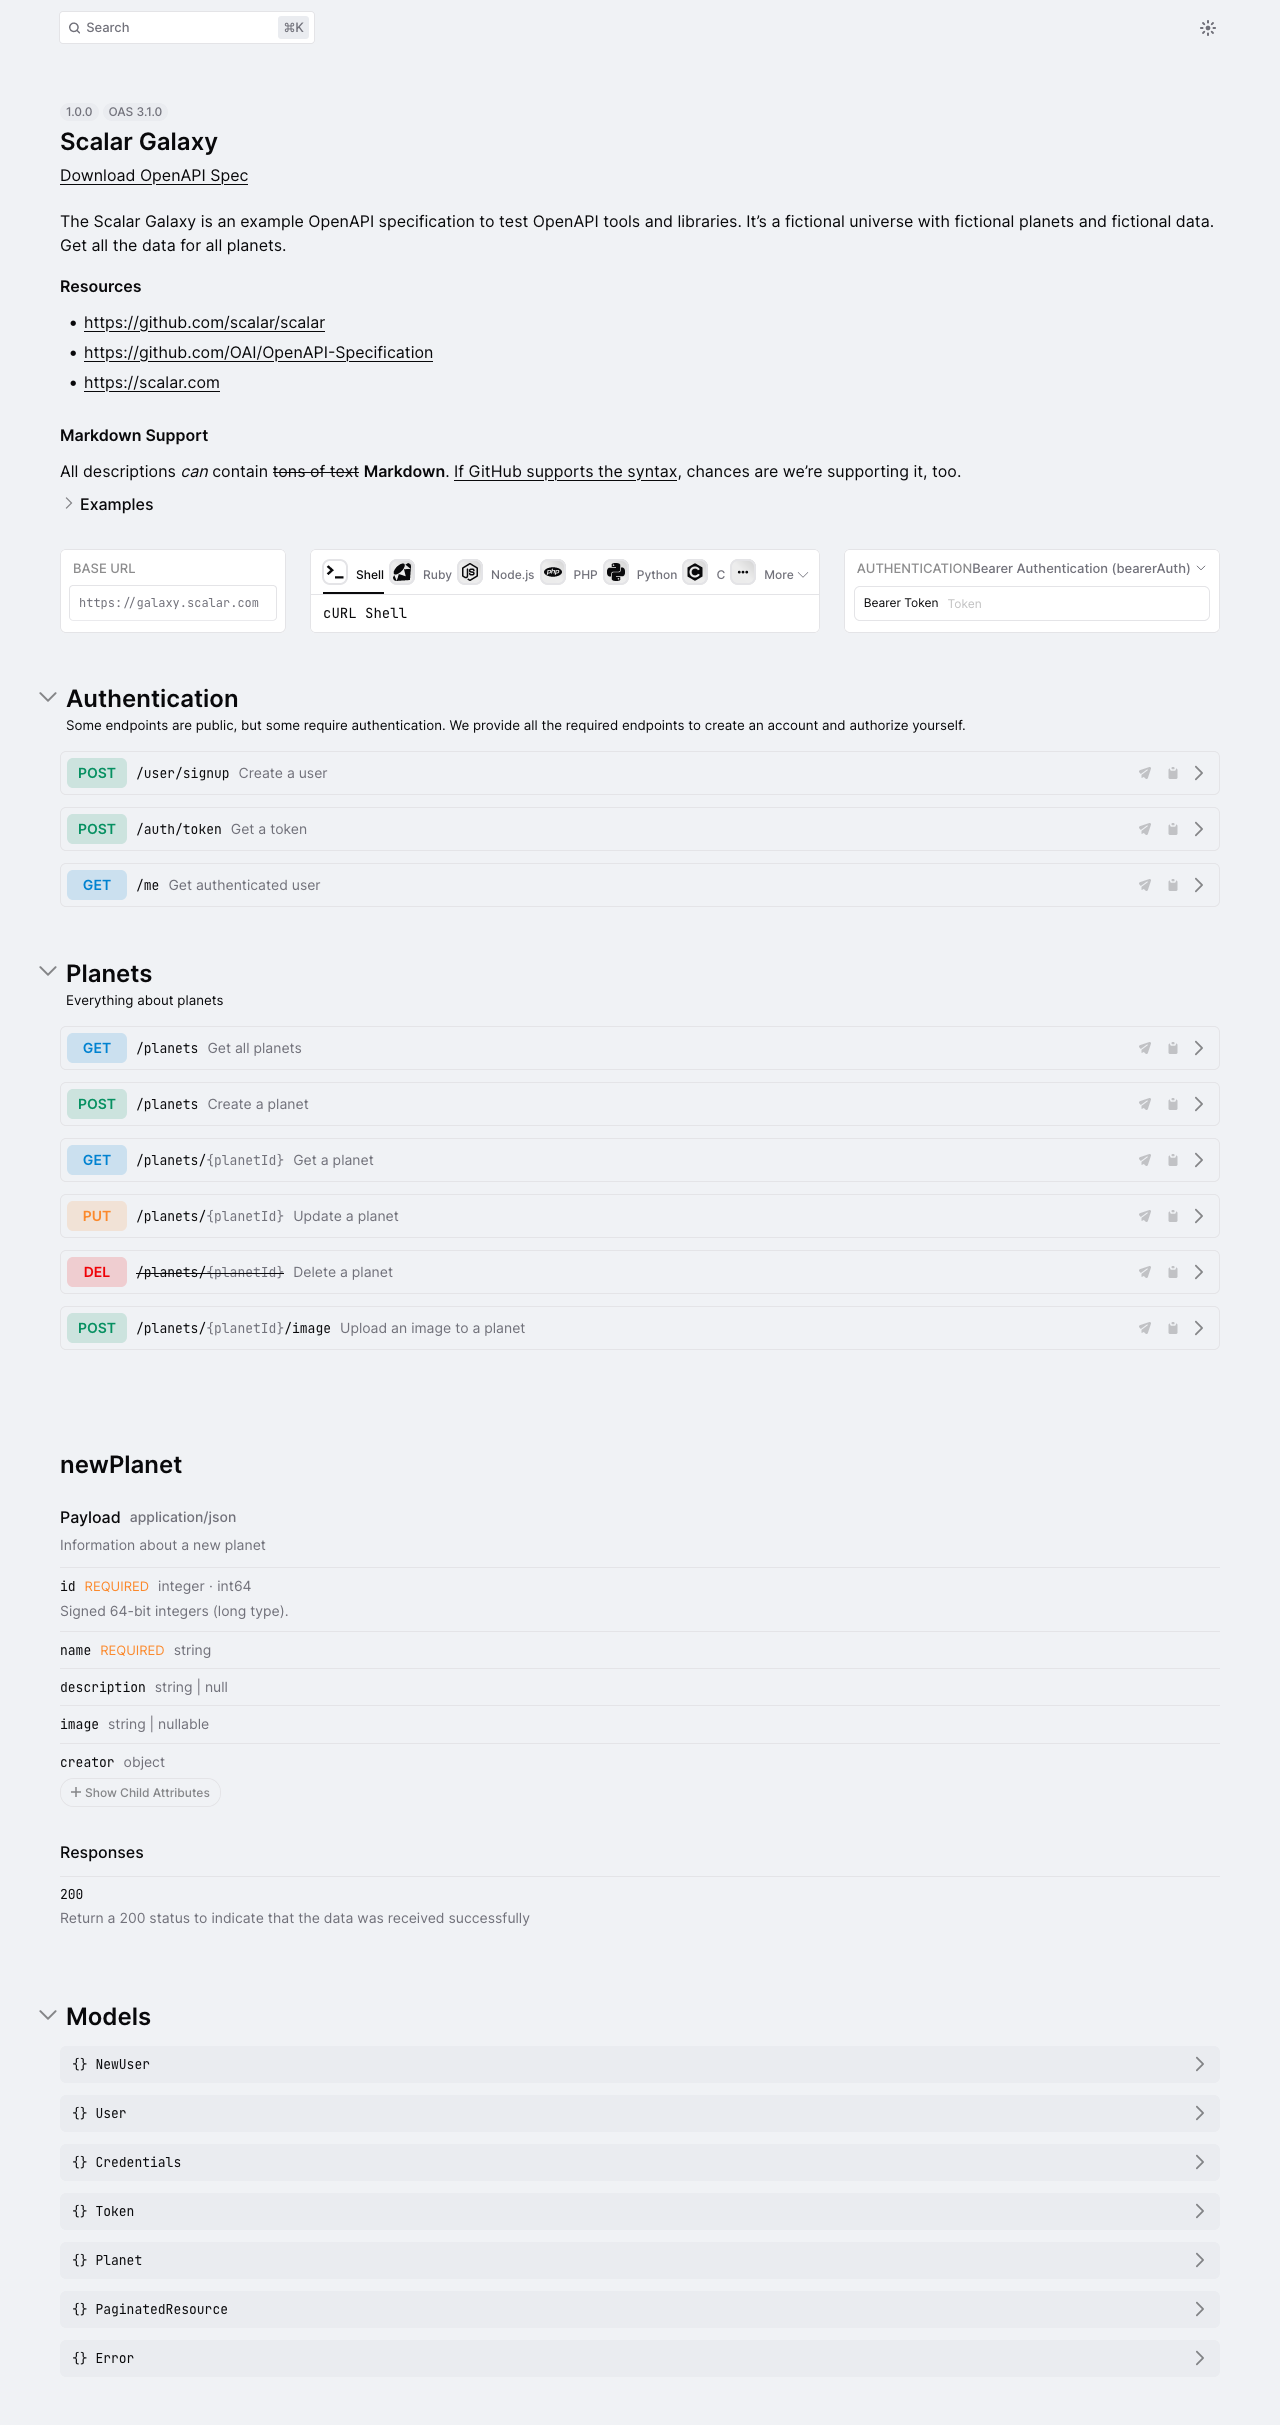 Search ⌘K
1.0.0 OAS 3.1.0
Scalar Galaxy
Download OpenAPI Spec
The Scalar Galaxy is an example OpenAPI specification to test OpenAPI tools and libraries. It’s a fictional universe with fictional planets and fictional data.
Get all the data for all planets.
Resources
• https://github.com/scalar/scalar
• https://github.com/OAI/OpenAPI-Specification
• https://scalar.com
Markdown Support
All descriptions can contain tons of text Markdown. If GitHub supports the syntax, chances are we’re supporting it, too.
Examples
BASE URL
https://galaxy.scalar.com
Shell Ruby Node.js PHP Python C More
cURL Shell
AUTHENTICATION Bearer Authentication (bearerAuth)
Bearer Token Token
Authentication
Some endpoints are public, but some require authentication. We provide all the required endpoints to create an account and authorize yourself.
POST /user/signup Create a user
POST /auth/token Get a token
GET /me Get authenticated user
Planets
Everything about planets
GET /planets Get all planets
POST /planets Create a planet
GET /planets/{planetId} Get a planet
PUT /planets/{planetId} Update a planet
DEL /planets/{planetId} Delete a planet
POST /planets/{planetId}/image Upload an image to a planet
newPlanet
Payload application/json
Information about a new planet
id REQUIRED integer · int64
Signed 64-bit integers (long type).
name REQUIRED string
description string | null
image string | nullable
creator object
+ Show Child Attributes
Responses
200
Return a 200 status to indicate that the data was received successfully
Models
{} NewUser
{} User
{} Credentials
{} Token
{} Planet
{} PaginatedResource
{} Error